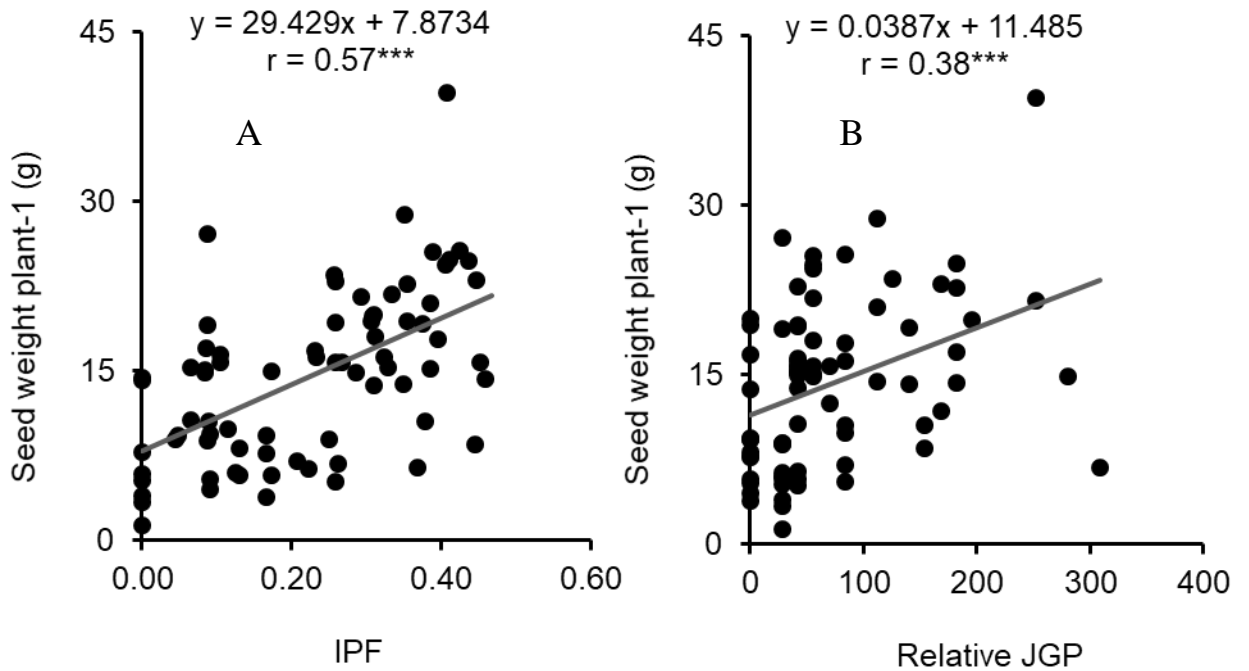 y = 29.429x + 7.8734
r = 0.57***
A
45
30
15
0
0.00 0.20 0.40 0.60
Seed weight plant-1 (g)
IPF
y = 0.0387x + 11.485
r = 0.38***
B
45
30
15
0
0 100 200 300 400
Seed weight plant-1 (g)
Relative JGP